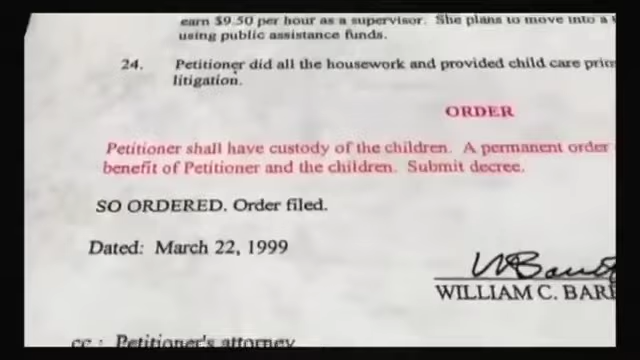 earn $9.50 per hour as a supervisor. She plans to move into a
using public assistance funds.
24. Petitioner did all the housework and provided child care
litigation.
ORDER
Petitioner shall have custody of the children. A permanent order
benefit of Petitioner and the children. Submit decree.
SO ORDERED. Order filed.
Dated: March 22, 1999
WILLIAM C.
cc: Petitioner's attorney